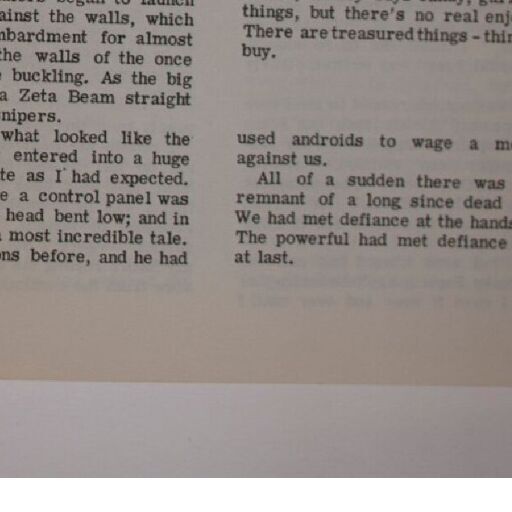 ainst the walls, which
bardment for almost
the walls of the once
buckling. As the big
a Zeta Beam straight
nipers.
what looked like the
entered into a huge
te as I had expected.
e a control panel was
head bent low; and in
most incredible tale.
ns before, and he had
things, but there's no real enj
There are treasured things - thin
buy.
used androids to wage a m
against us.
All of a sudden there was
remnant of a long since dead
We had met defiance at the hands
The powerful had met defiance
at last.